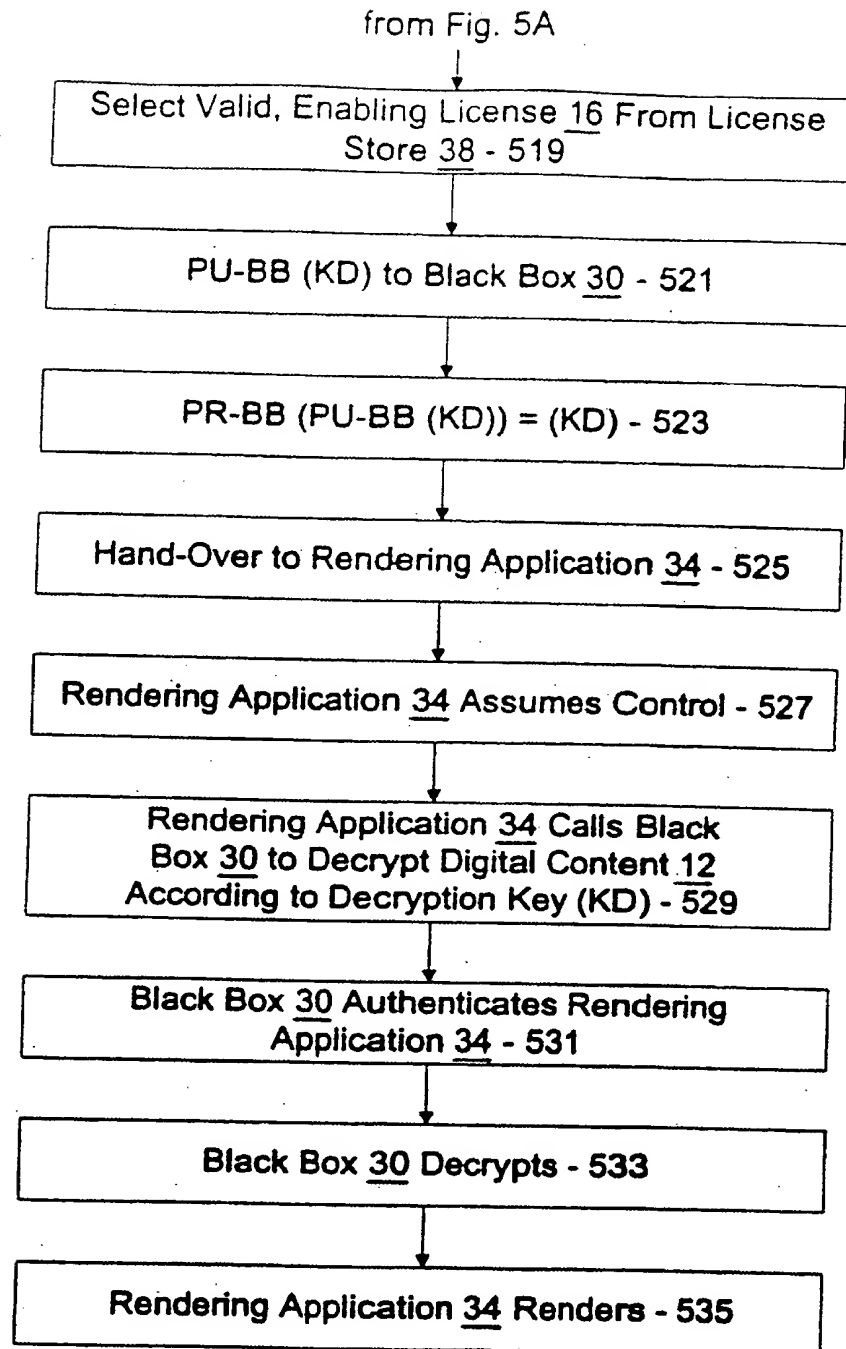 from Fig. 5A
Select Valid, Enabling License 16 From License
Store 38 - 519
PU-BB (KD) to Black Box 30 - 521
PR-BB (PU-BB (KD)) = (KD) - 523
Hand-Over to Rendering Application 34 - 525
Rendering Application 34 Assumes Control - 527
Rendering Application 34 Calls Black
Box 30 to Decrypt Digital Content 12
According to Decryption Key (KD) - 529
Black Box 30 Authenticates Rendering
Application 34 - 531
Black Box 30 Decrypts - 533
Rendering Application 34 Renders - 535